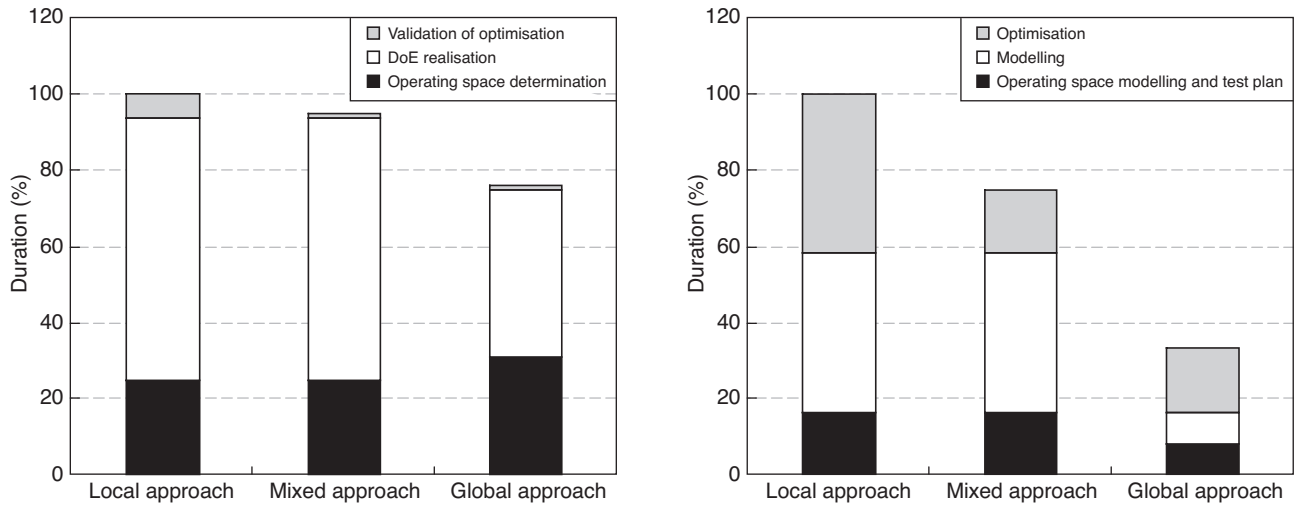 120
100
80
60
40
20
0
Duration (%)
Validation of optimisation
DoE realisation
Operating space determination
Local approach
Mixed approach
Global approach
120
100
80
60
40
20
0
Duration (%)
Optimisation
Modelling
Operating space modelling and test plan
Local approach
Mixed approach
Global approach